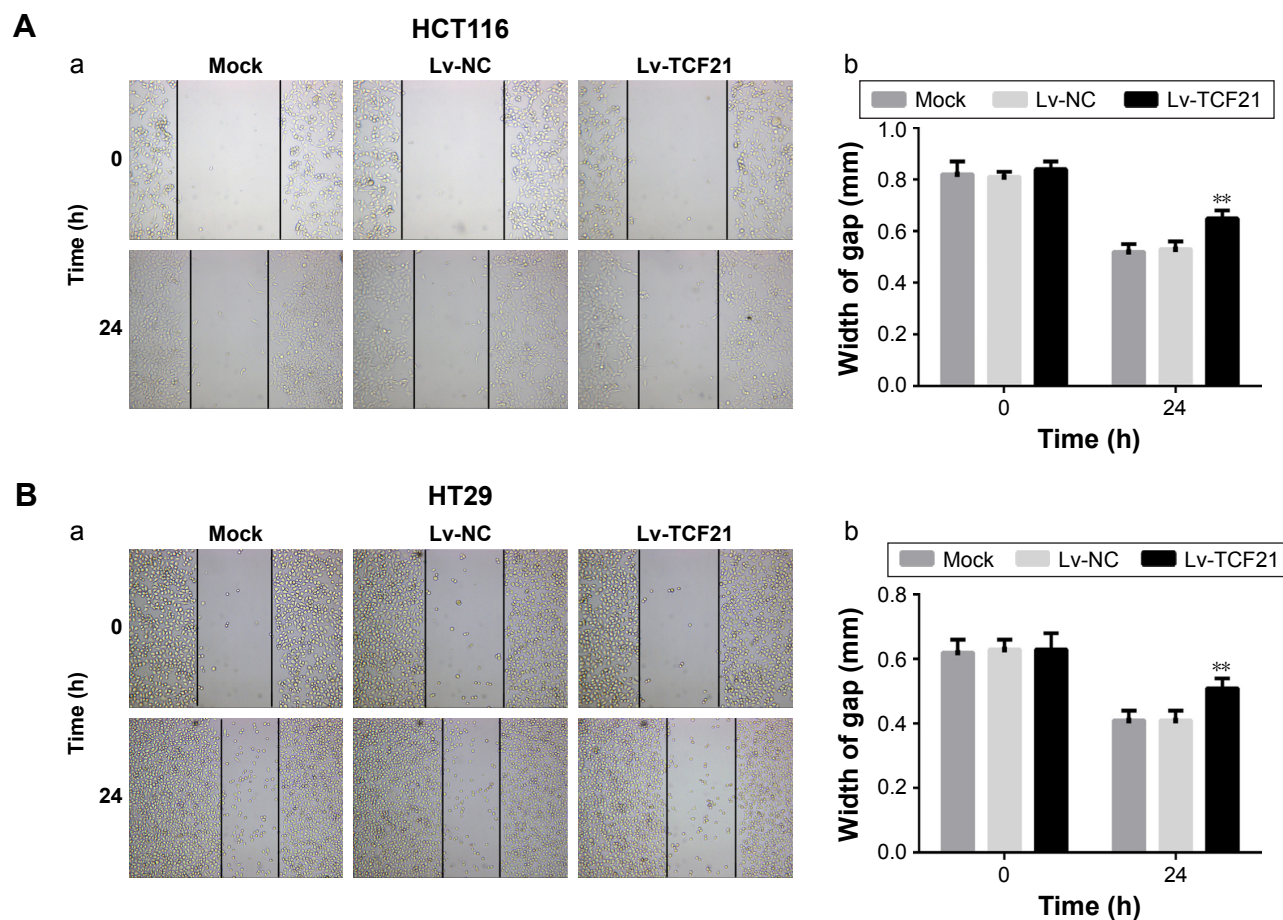 A
HCT116
a
Mock Lv-NC Lv-TCF21
0
24
Time (h)
b
Mock Lv-NC Lv-TCF21
1.0
0.8
0.6
0.4
0.2
0.0
Width of gap (mm)
**
0 24
Time (h)
B
HT29
a
Mock Lv-NC Lv-TCF21
0
24
Time (h)
b
Mock Lv-NC Lv-TCF21
0.8
0.6
0.4
0.2
0.0
Width of gap (mm)
**
0 24
Time (h)